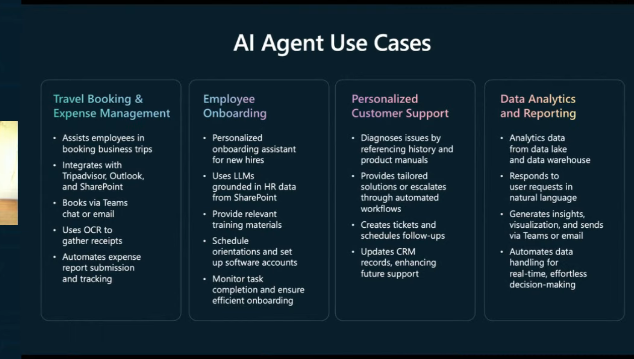 AI Agent Use Cases
Travel Booking &
Expense Management
• Assists employees in
booking business trips
• Integrates with
Tripadvisor, Outlook,
and SharePoint
• Books via Teams
chat or email
• Uses OCR to
gather receipts
• Automates expense
report submission
and tracking
Employee
Onboarding
• Personalized
onboarding assistant
for new hires
• Uses LLMs
grounded in HR data
from SharePoint
• Provide relevant
training materials
• Schedule
orientations and set
up software accounts
• Monitor task
completion and ensure
efficient onboarding
Personalized
Customer Support
• Diagnoses issues by
referencing history and
product manuals
• Provides tailored
solutions or escalates
through automated
workflows
• Creates tickets and
schedules follow-ups
• Updates CRM
records, enhancing
future support
Data Analytics
and Reporting
• Analytics data
from data lake
and data warehouse
• Responds to
user requests in
natural language
• Generates insights,
visualization, and sends
via Teams or email
• Automates data
handling for
real-time, effortless
decision-making